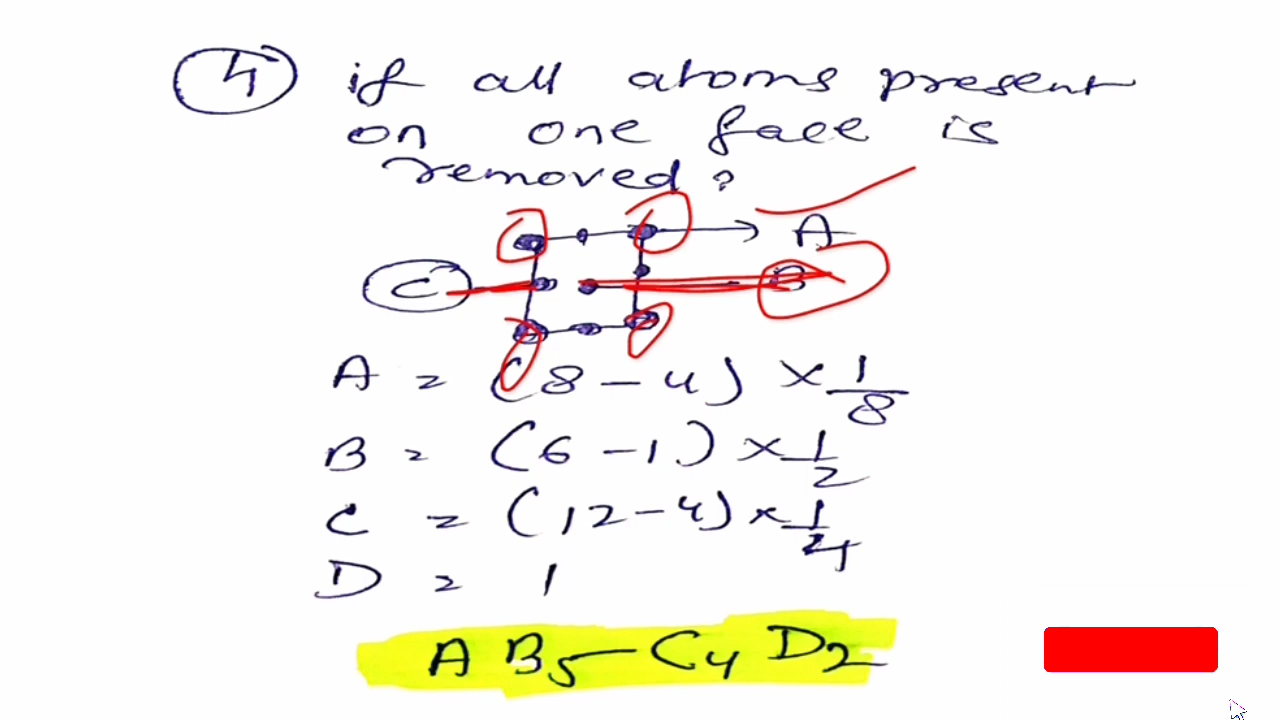 4 if all atoms present
on one face is
removed?
A
C B
A = (8 - 4) × 1/8
B = (6 - 1) × 1/2
C = (12 - 4) × 1/4
D = 1
A B5 C4 D2